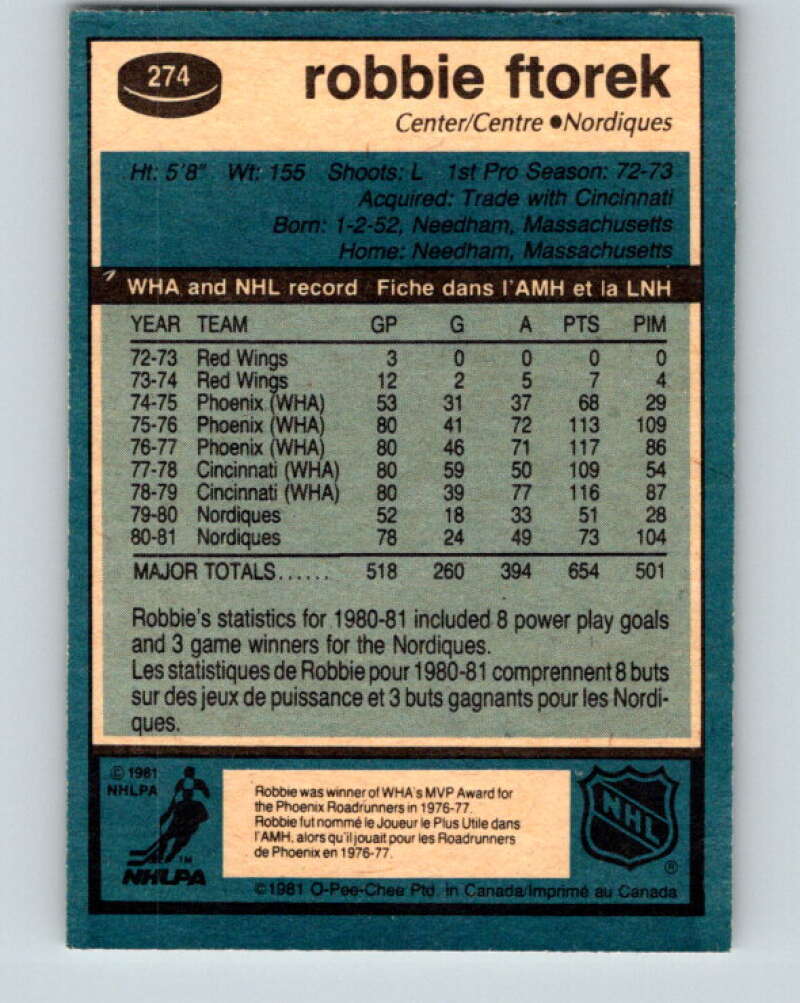 274
robbie ftorek
Center/Centre ●Nordiques
Ht: 5'8" Wt: 155 Shoots: L 1st Pro Season: 72-73
Acquired: Trade with Cincinnati
Born: 1-2-52, Needham, Massachusetts
Home: Needham, Massachusetts
WHA and NHL record Fiche dans l'AMH et la LNH
YEAR TEAM GP G A PTS PIM
72-73 Red Wings 3 0 0 0 0
73-74 Red Wings 12 2 5 7 4
74-75 Phoenix (WHA) 53 31 37 68 29
75-76 Phoenix (WHA) 80 41 72 113 109
76-77 Phoenix (WHA) 80 46 71 117 86
77-78 Cincinnati (WHA) 80 59 50 109 54
78-79 Cincinnati (WHA) 80 39 77 116 87
79-80 Nordiques 52 18 33 51 28
80-81 Nordiques 78 24 49 73 104
MAJOR TOTALS...... 518 260 394 654 501
Robbie's statistics for 1980-81 included 8 power play goals
and 3 game winners for the Nordiques.
Les statistiques de Robbie pour 1980-81 comprennent 8 buts
sur des jeux de puissance et 3 buts gagnants pour les Nordi-
ques.
© 1981
NHLPA
TM
NHLPA
Robbie was winner of WHA's MVP Award for
the Phoenix Roadrunners in 1976-77.
Robbie fut nommé le Joueur le Plus Utile dans
l'AMH, alors qu'il jouait pour les Roadrunners
de Phoenix en 1976-77.
NHL
®
©1981 O-Pee-Chee Ptd. in Canada/Imprimé au Canada